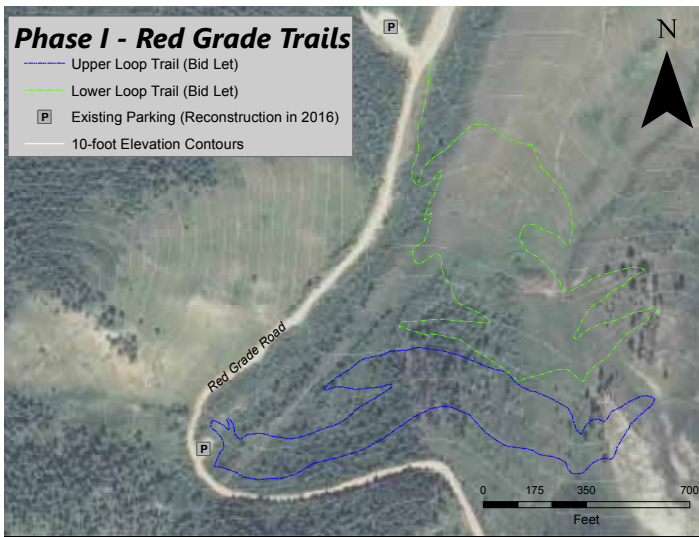 Phase I - Red Grade Trails
Upper Loop Trail (Bid Let)
Lower Loop Trail (Bid Let)
P Existing Parking (Reconstruction in 2016)
10-foot Elevation Contours
P
N
Red Grade Road
P
0 175 350 700
Feet